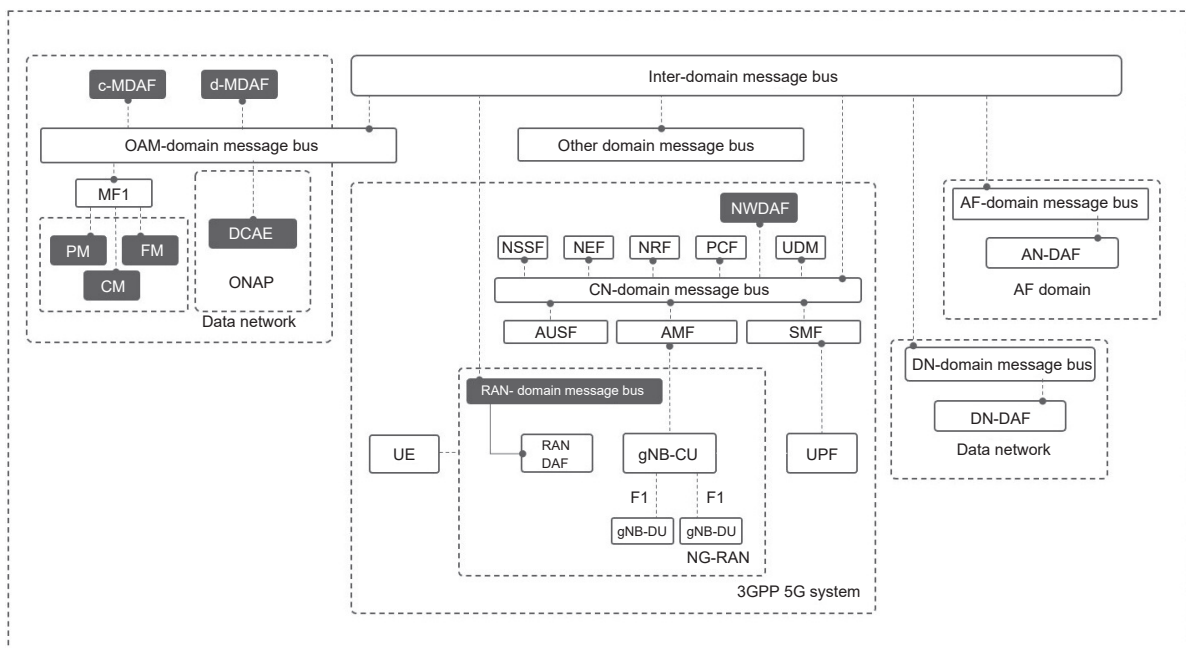 c-MDAF
d-MDAF
Inter-domain message bus
OAM-domain message bus
Other domain message bus
MF1
PM
FM
CM
DCAE
ONAP
Data network
NWDAF
NSSF
NEF
NRF
PCF
UDM
CN-domain message bus
AUSF
AMF
SMF
AF-domain message bus
AN-DAF
AF domain
DN-domain message bus
DN-DAF
Data network
RAN- domain message bus
UE
RAN
DAF
gNB-CU
UPF
F1
F1
gNB-DU
gNB-DU
NG-RAN
3GPP 5G system